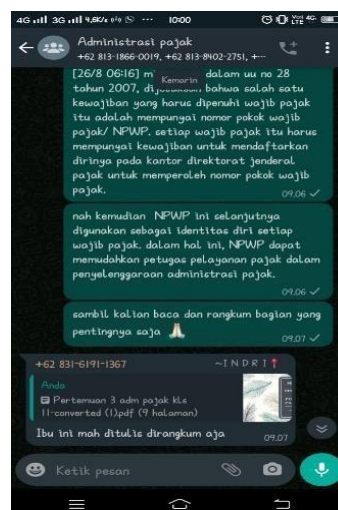 4G 3G 4,6K/s 10:00
Administrasi pajak
+62 813-1866-0019, +62 813-8402-2751, +···
Kemarin
[26/8 06:16] m dalam uu no 28
tahun 2007, dijelaskan bahwa salah satu
kewajiban yang harus dipenuhi wajib pajak
itu adalah mempunyai nomor pokok wajib
pajak/ NPWP. setiap wajib pajak itu harus
mempunyai kewajiban untuk mendaftarkan
dirinya pada kantor direktorat jenderal
pajak untuk memperoleh nomor pokok wajib
pajak.
09.06
nah kemudian NPWP ini selanjutnya
digunakan sebagai identitas diri setiap
wajib pajak. dalam hal ini, NPWP dapat
memudahkan petugas pelayanan pajak dalam
penyelenggaraan administrasi pajak.
09.06
sambil kalian baca dan rangkum bagian yang
pentingnya saja 🙏🏻
09.07
+62 831-6191-1367 ~I N D R I
Anda
Pertemuan 3 adm pajak kls
11-converted (1).pdf (9 halaman)
Ibu ini mah ditulis dirangkum aja
09.07
Ketik pesan